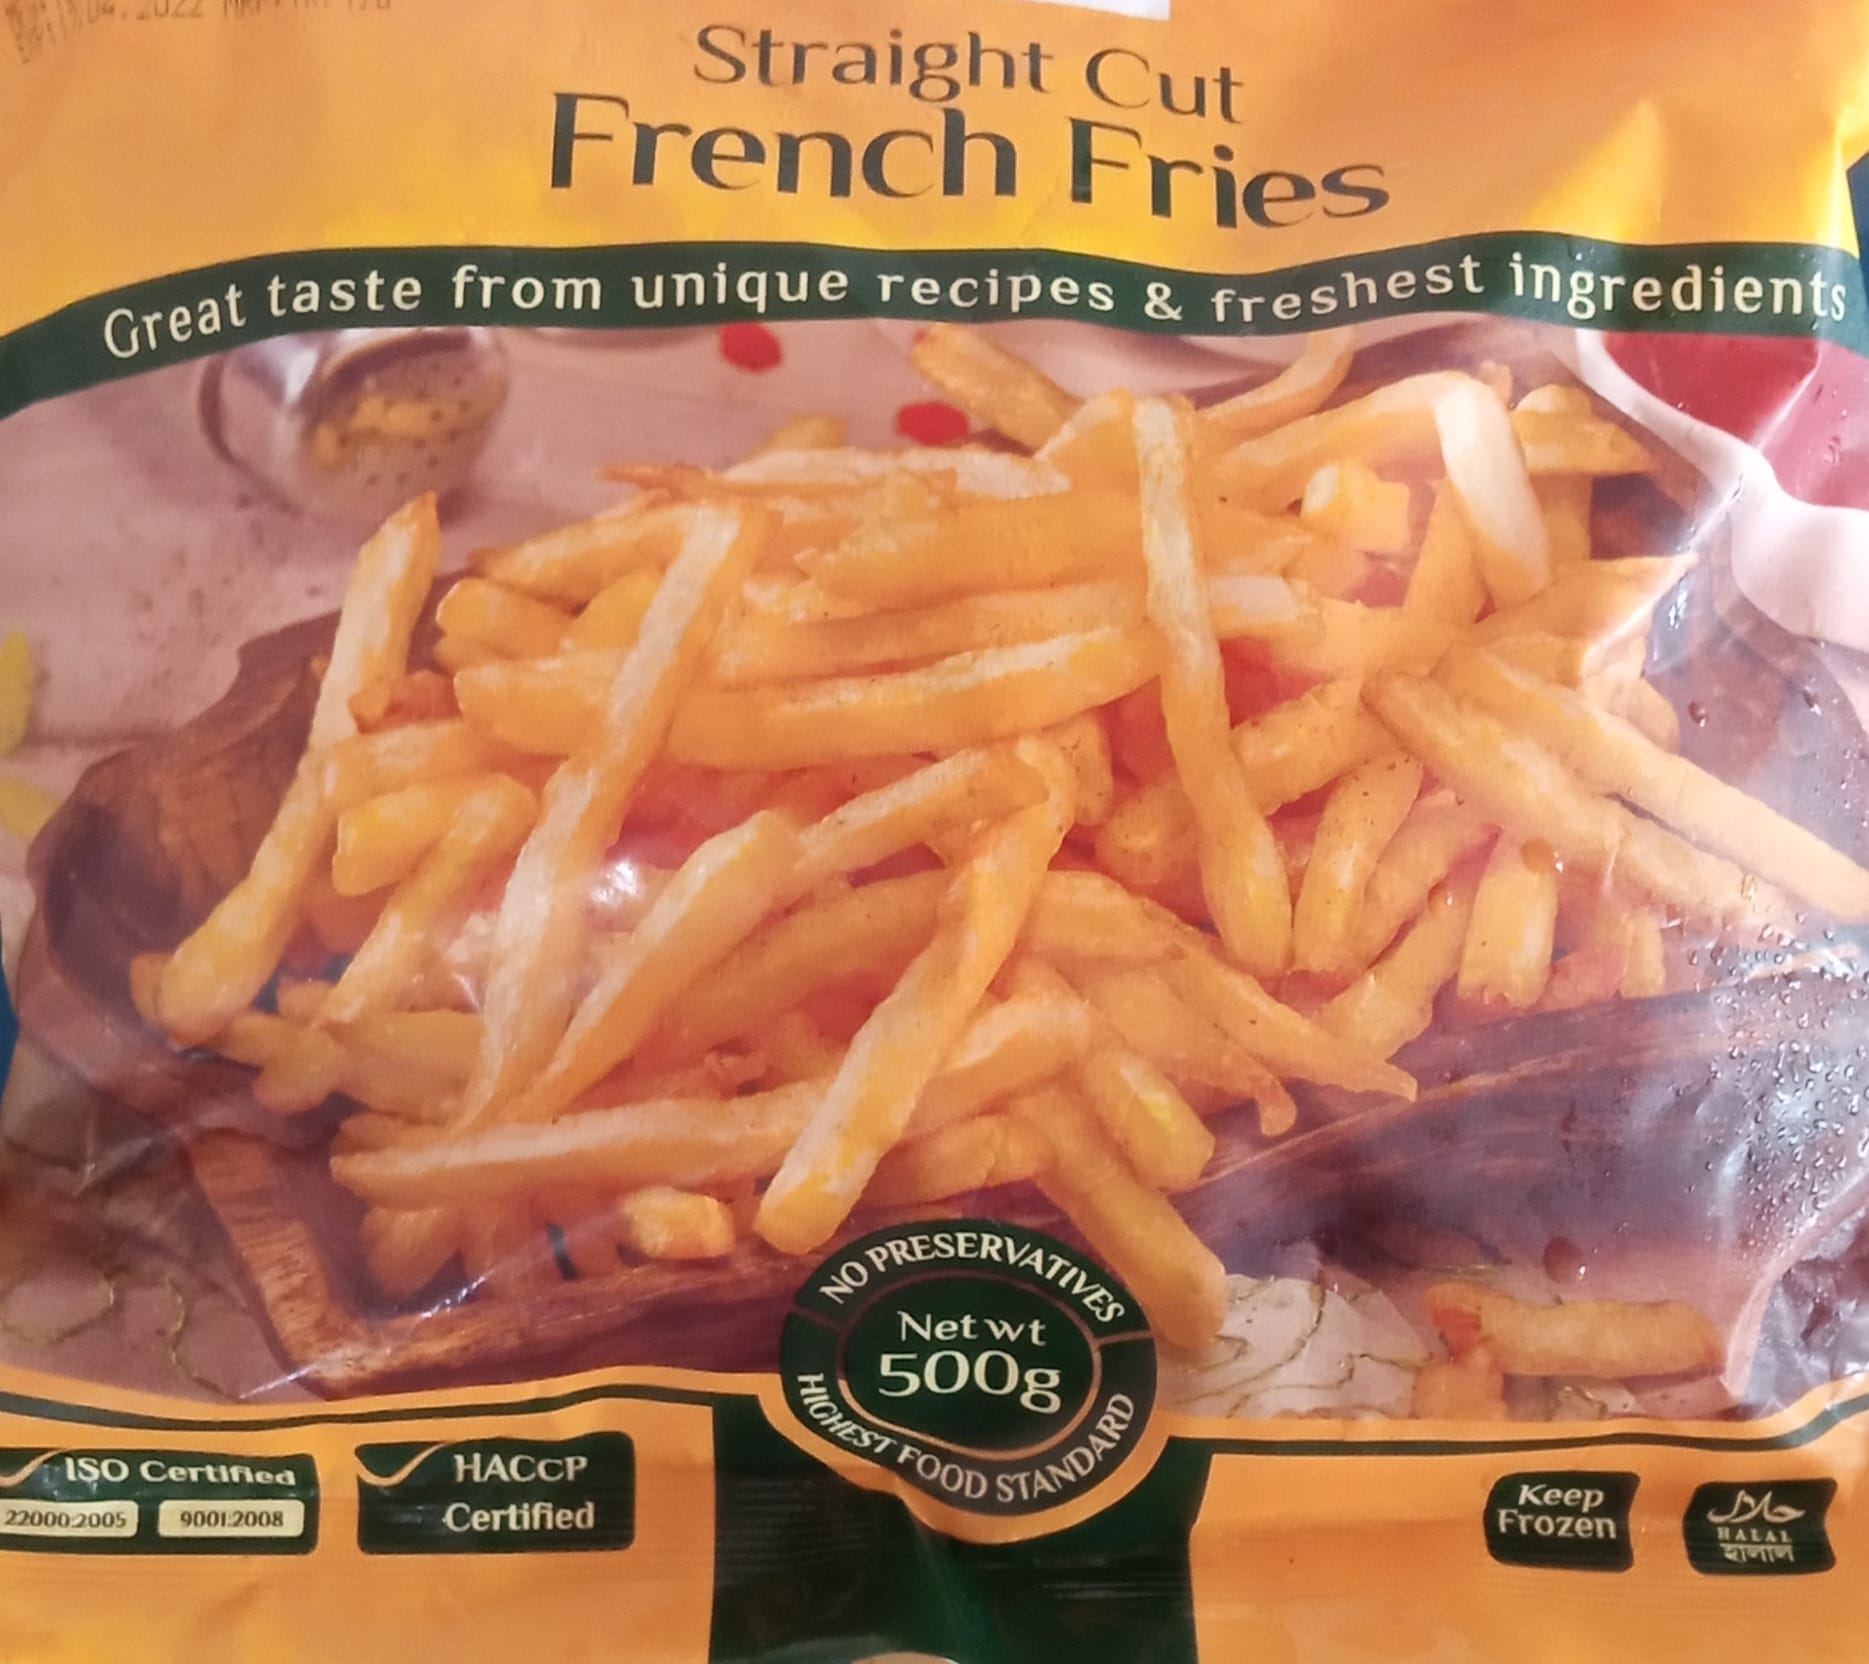 Straight Cut
French Fries
Great taste from unique recipes & freshest ingredients
NO PRESERVATIVES
Net wt
500g
HIGHEST FOOD STANDARD
ISO Certified
22000:2005 9001:2008
HACCP
Certified
Keep
Frozen
حلال
HALAL
হালাল